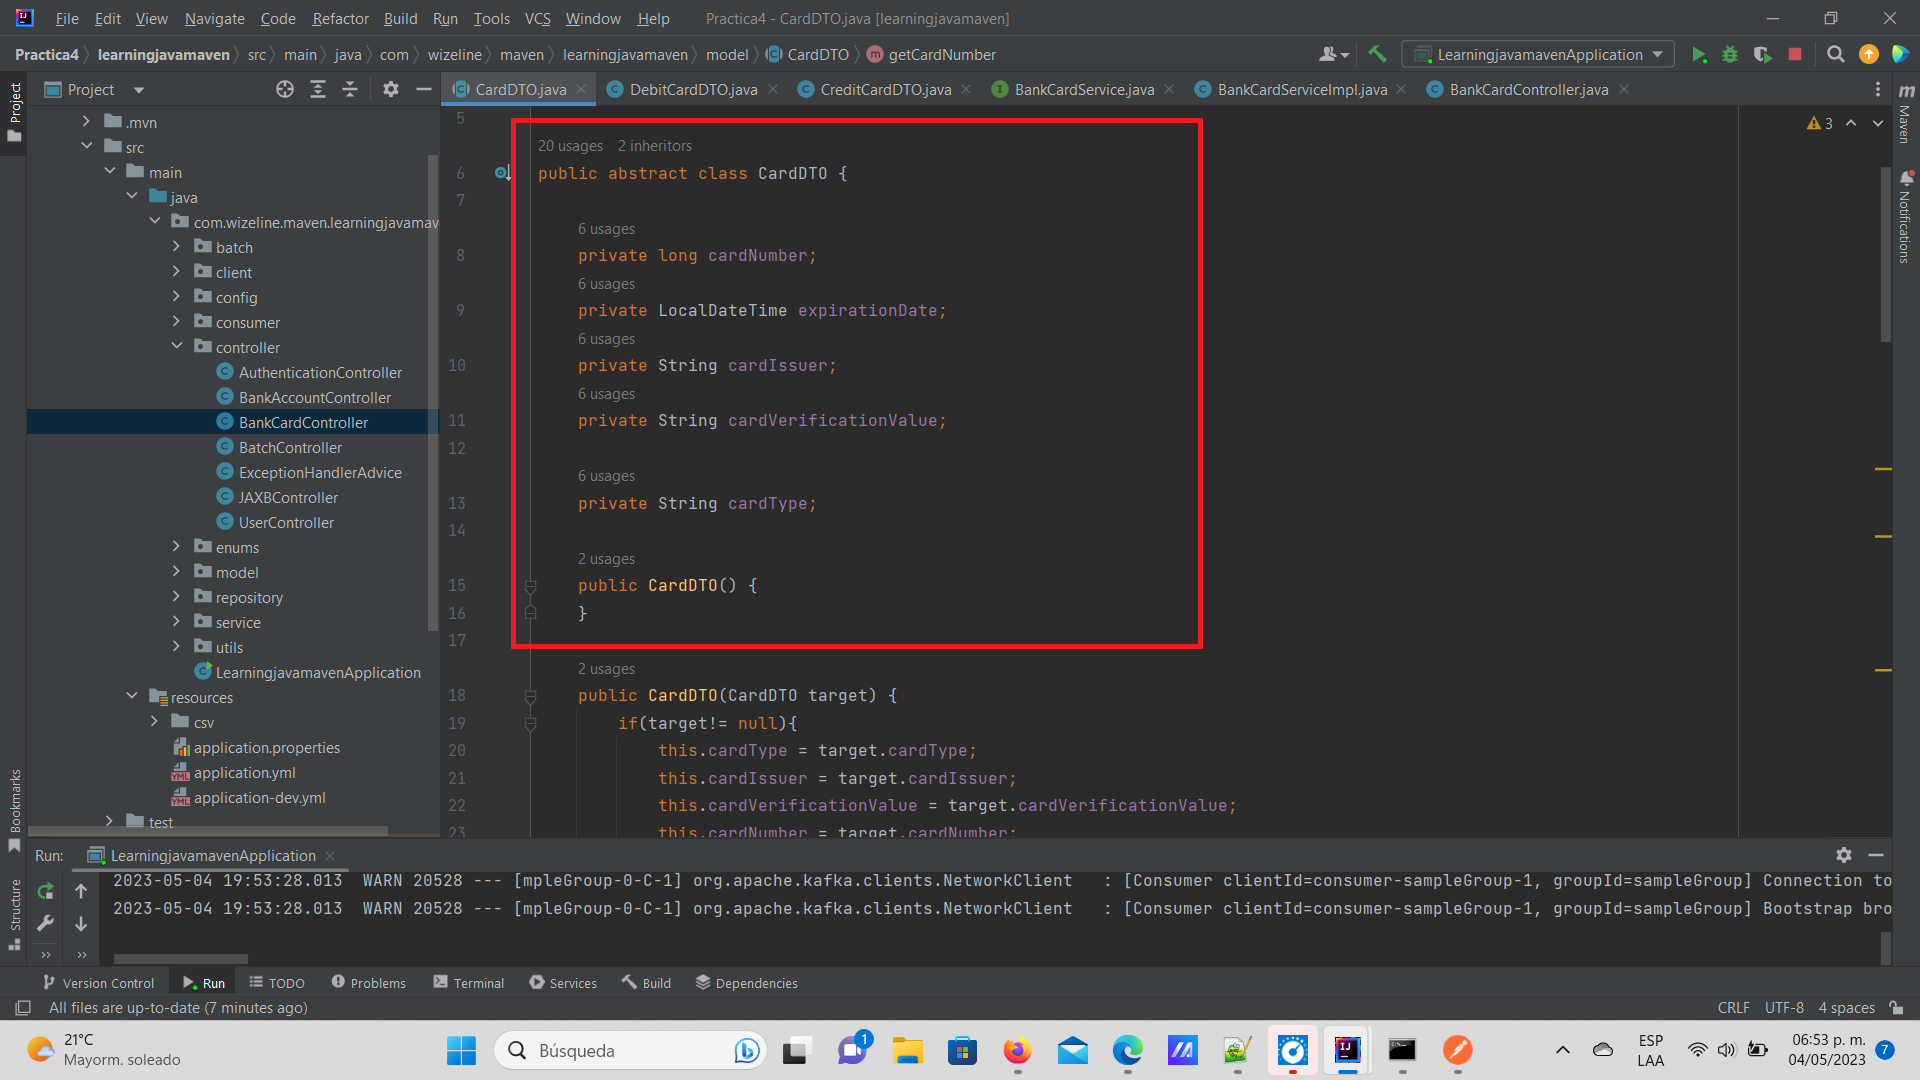 File Edit View Navigate Code Refactor Build Run Tools VCS Window Help Practica4 - CardDTO.java [learningjavamaven]
Practica4 learningjavamaven src main java com wizeline maven learningjavamaven model CardDTO getCardNumber LearningjavamavenApplication
Project
Project
CardDTO.java DebitCardDTO.java CreditCardDTO.java BankCardService.java BankCardServiceImpl.java BankCardController.java
Maven
Notifications
.mvn
src
main
java
com.wizeline.maven.learningjavamav
batch
client
config
consumer
controller
AuthenticationController
BankAccountController
BankCardController
BatchController
ExceptionHandlerAdvice
JAXBController
UserController
enums
model
repository
service
utils
LearningjavamavenApplication
resources
csv
application.properties
application.yml
application-dev.yml
test
Bookmarks
Structure
3
5
20 usages 2 inheritors
6 public abstract class CardDTO {
7
6 usages
8 private long cardNumber;
6 usages
9 private LocalDateTime expirationDate;
6 usages
10 private String cardIssuer;
6 usages
11 private String cardVerificationValue;
12
6 usages
13 private String cardType;
14
2 usages
15 public CardDTO() {
16 }
17
2 usages
18 public CardDTO(CardDTO target) {
19 if(target!= null){
20 this.cardType = target.cardType;
21 this.cardIssuer = target.cardIssuer;
22 this.cardVerificationValue = target.cardVerificationValue;
23 this.cardNumber = target.cardNumber;
Run: LearningjavamavenApplication
2023-05-04 19:53:28.013 WARN 20528 --- [mpleGroup-0-C-1] org.apache.kafka.clients.NetworkClient : [Consumer clientId=consumer-sampleGroup-1, groupId=sampleGroup] Connection to
2023-05-04 19:53:28.013 WARN 20528 --- [mpleGroup-0-C-1] org.apache.kafka.clients.NetworkClient : [Consumer clientId=consumer-sampleGroup-1, groupId=sampleGroup] Bootstrap bro
Version Control Run TODO Problems Terminal Services Build Dependencies
All files are up-to-date (7 minutes ago) CRLF UTF-8 4 spaces
21°C
Mayorm. soleado
Búsqueda
1
ESP
LAA
06:53 p. m.
04/05/2023
7